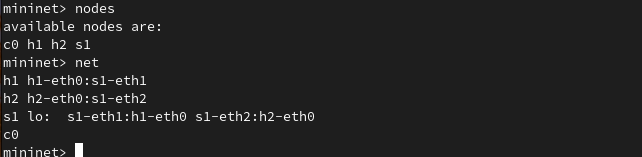 mininet> nodes
available nodes are:
c0 h1 h2 s1
mininet> net
h1 h1-eth0:s1-eth1
h2 h2-eth0:s1-eth2
s1 lo:  s1-eth1:h1-eth0 s1-eth2:h2-eth0
c0
mininet>